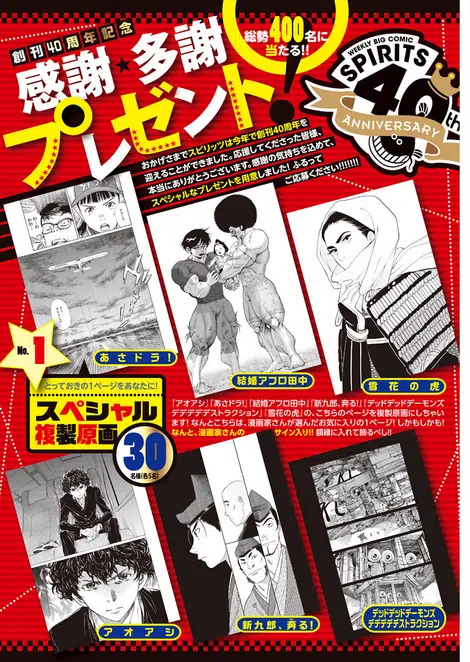 創刊40周年記念
感謝★多謝
プレゼント!
総勢400名に
当たる!!
WEEKLY BIG COMIC
SPIRITS
40th
ANNIVERSARY
おかげさまでスピリッツは今年で創刊40周年を
迎えることができました。応援してくださった皆様、
本当にありがとうございます。感謝の気持ちを込めて、
スペシャルなプレゼントを用意しました! ふるって
ご応募ください!!!!!!!
あさドラ!
結婚アフロ田中
雪花の虎
No.1
とっておきの1ページをあなたに!
スペシャル
複製原画
30
名様(各5名)
「アオアシ」「あさドラ!」「結婚アフロ田中」「新九郎、奔る!」「デッドデッドデーモンズ
デデデデデストラクション」「雪花の虎」の、こちらのページを複製原画にしちゃい
ます! なんとこちらは、漫画家さんが選んだお気に入りの1ページ! しかもしかも!
なんと、漫画家さんのサイン入り!! 額縁に入れて飾るべし!!
アオアシ
新九郎、奔る!
デッドデッドデーモンズ
デデデデデストラクション